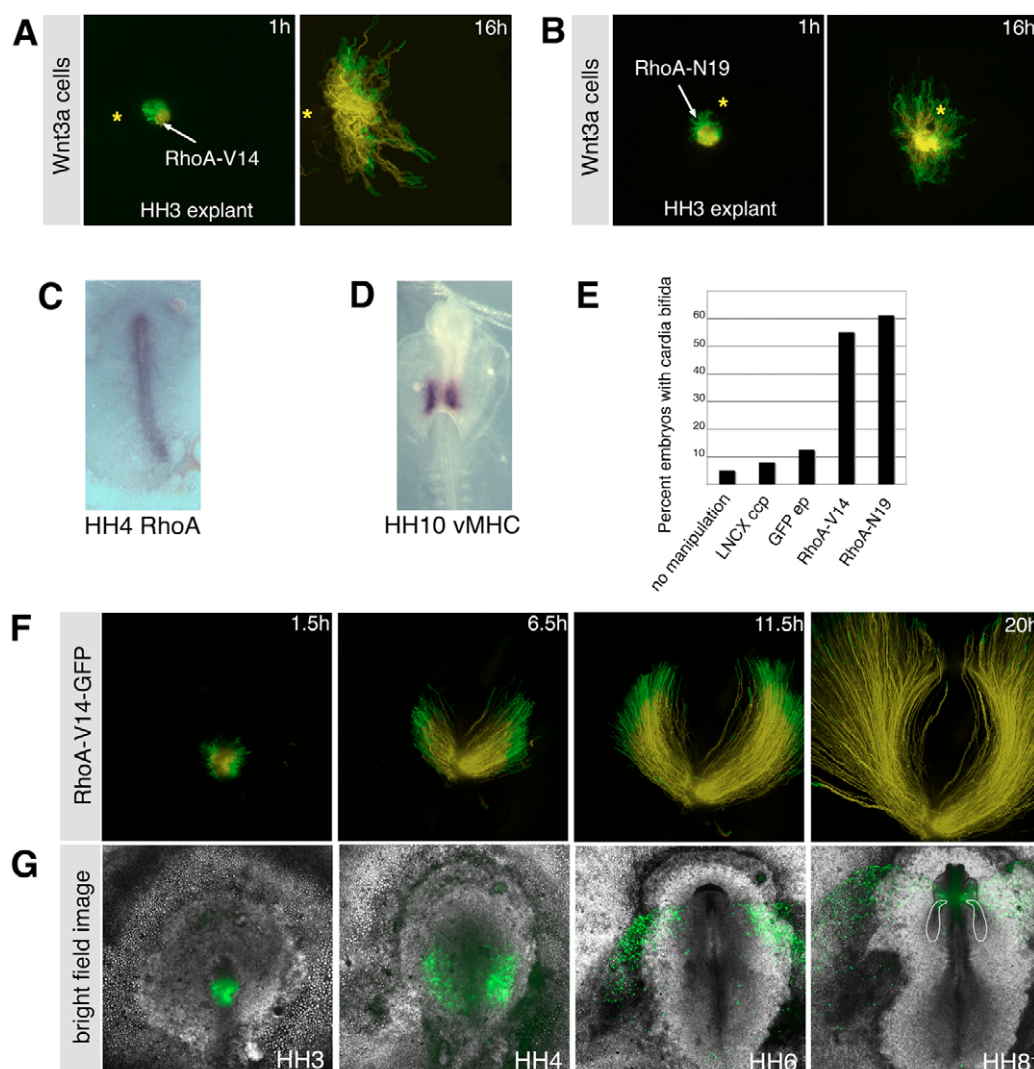 A
Wnt3a cells
1h
*
RhoA-V14
HH3 explant
16h
*
B
Wnt3a cells
1h
RhoA-N19
*
HH3 explant
16h
*
C
HH4 RhoA
D
HH10 vMHC
E
Percent embryos with cardia bifida
60
50
40
30
20
10
no manipulation
LNCX ccp
GFP ep
RhoA-V14
RhoA-N19
F
RhoA-V14-GFP
1.5h
6.5h
11.5h
20h
G
bright field image
HH3
HH4
HH6
HH8